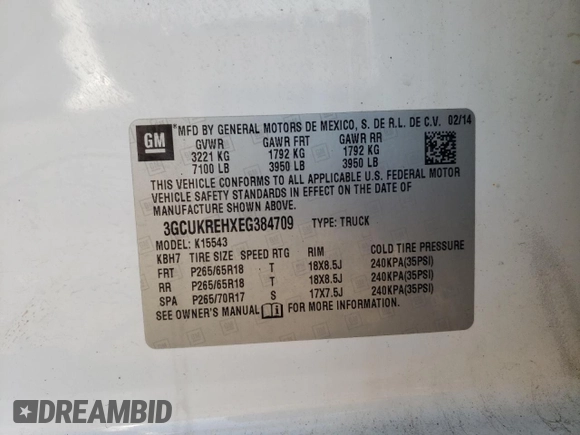 GM
*MFD BY GENERAL MOTORS DE MEXICO, S. DE R.L. DE C.V. 02/14
GVWR GAWR FRT GAWR RR
3221 KG 1792 KG 1792 KG
7100 LB 3950 LB 3950 LB
THIS VEHICLE CONFORMS TO ALL APPLICABLE U.S. FEDERAL MOTOR
VEHICLE SAFETY STANDARDS IN EFFECT ON THE DATE OF
MANUFACTURE SHOWN ABOVE.
3GCUKREHXEG384709 TYPE: TRUCK
MODEL: K15543
KBH7 TIRE SIZE SPEED RTG RIM COLD TIRE PRESSURE
FRT P265/65R18 T 18X8.5J 240KPA(35PSI)
RR P265/65R18 T 18X8.5J 240KPA(35PSI)
SPA P265/70R17 S 17X7.5J 240KPA(35PSI)
SEE OWNER'S MANUAL FOR MORE INFORMATION.
DREAMBID